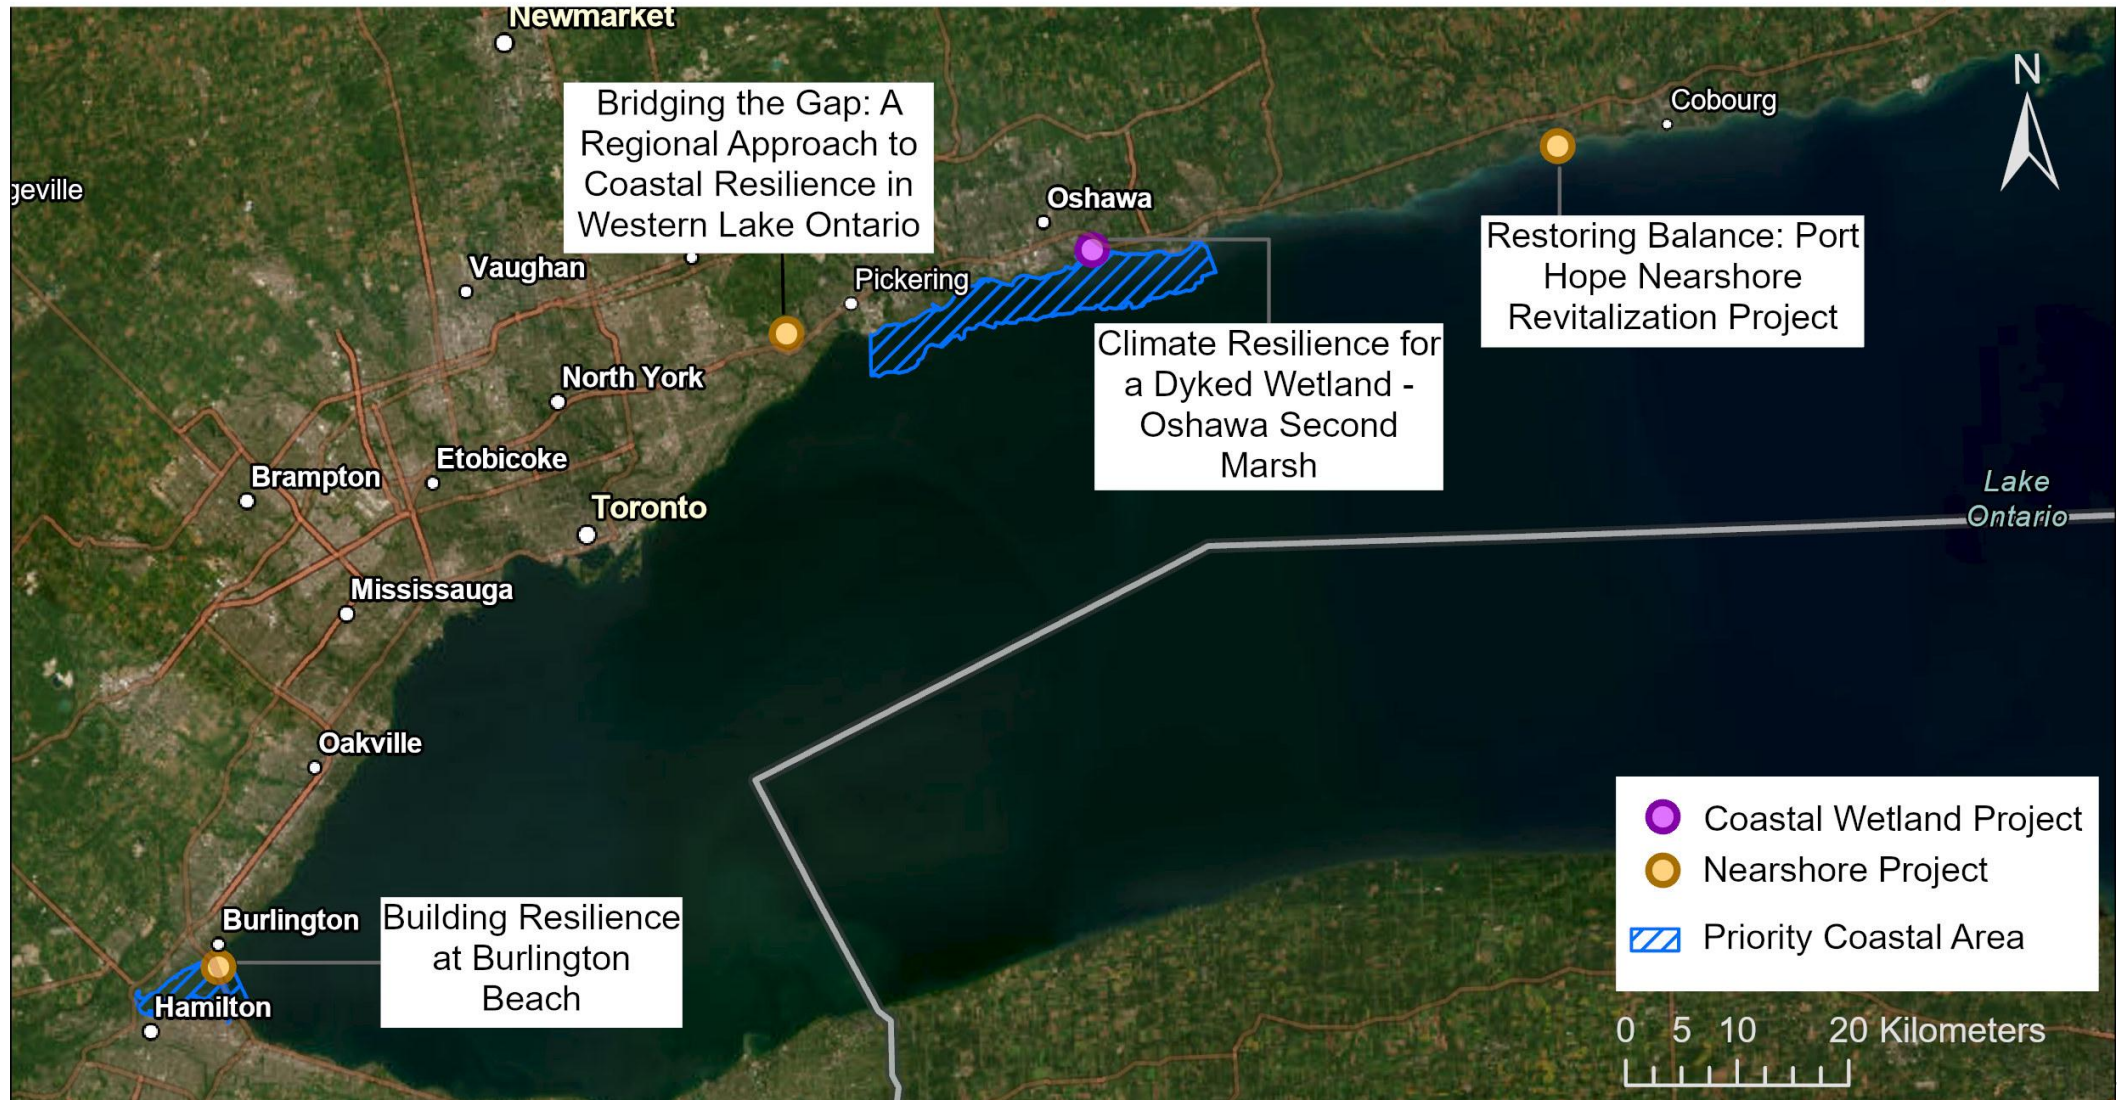 Newmarket
Bridging the Gap: A
Regional Approach to
Coastal Resilience in
Western Lake Ontario
Cobourg
N
geville
Oshawa
Vaughan
Pickering
Restoring Balance: Port
Hope Nearshore
Revitalization Project
Climate Resilience for
a Dyked Wetland -
Oshawa Second
Marsh
North York
Etobicoke
Brampton
Toronto
Lake
Ontario
Mississauga
Oakville
Coastal Wetland Project
Nearshore Project
Priority Coastal Area
Burlington
Building Resilience
at Burlington
Beach
Hamilton
0 5 10 20 Kilometers